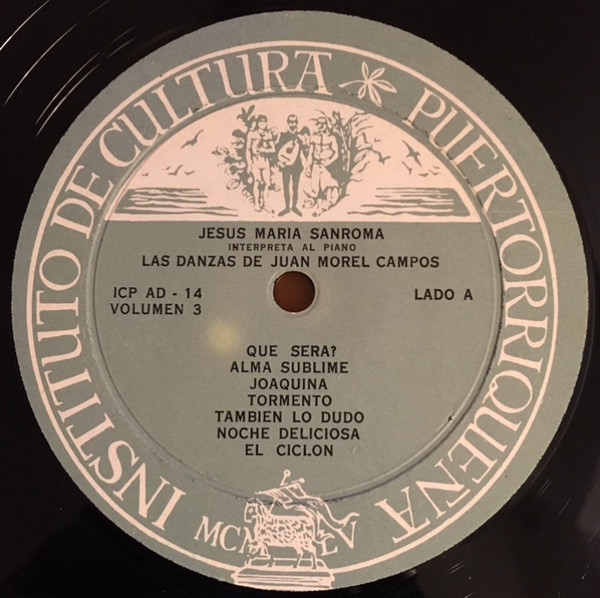 INSTITUTO DE CULTURA PUERTORRIQUEÑA
JESUS MARIA SANROMA
INTERPRETA AL PIANO
LAS DANZAS DE JUAN MOREL CAMPOS
ICP AD - 14
VOLUMEN 3
LADO A
QUE SERA?
ALMA SUBLIME
JOAQUINA
TORMENTO
TAMBIEN LO DUDO
NOCHE DELICIOSA
EL CICLON